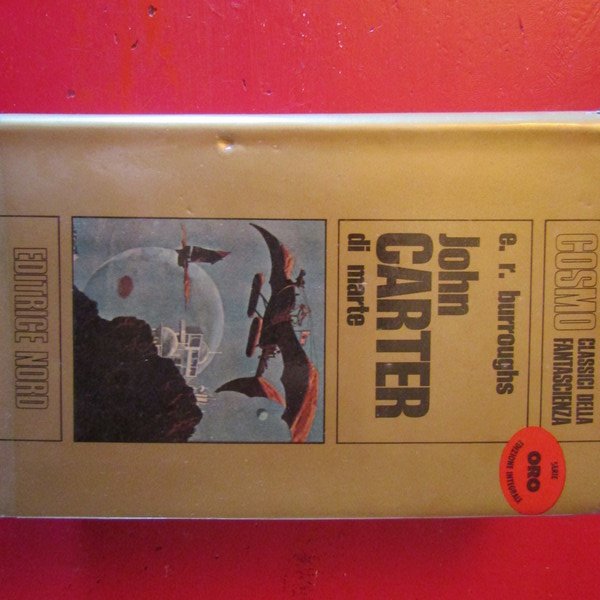 COSMO
CLASSICI DELLA
FANTASCIENZA
e. r. burroughs
John
CARTER
di marte
EDITRICE NORD
SERIE
ORO
EDIZIONE INTEGRALE